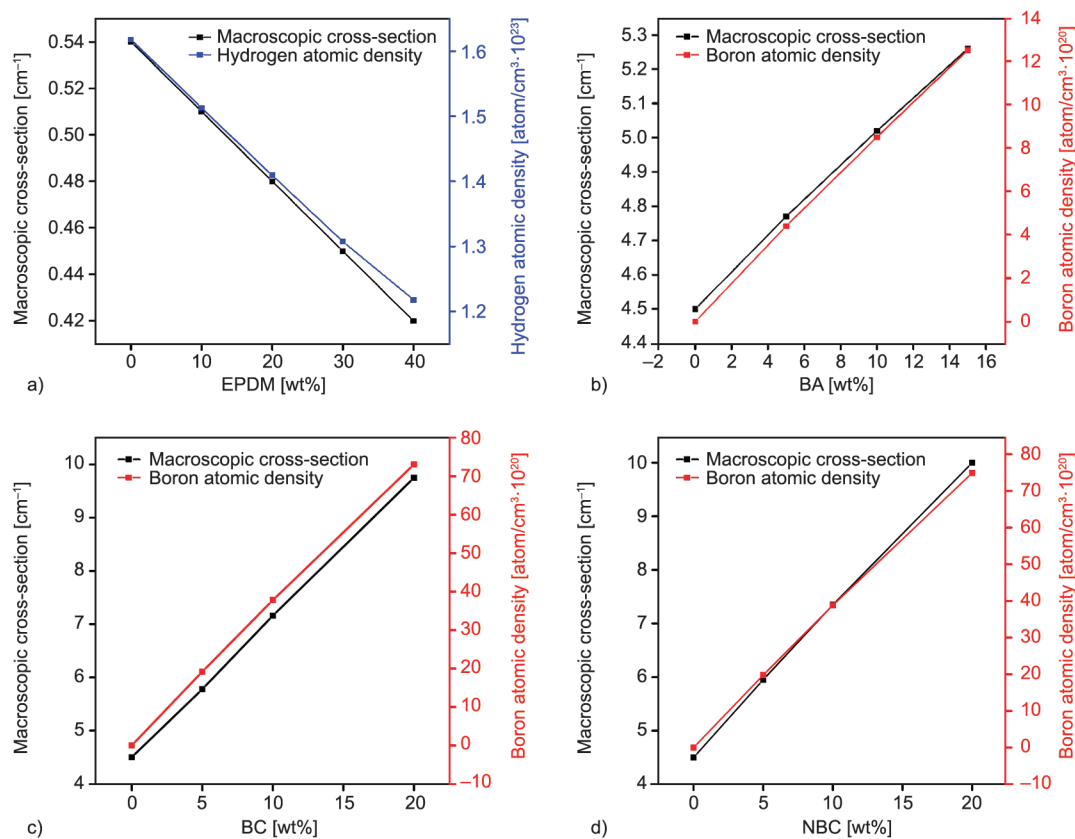 Macroscopic cross-section [cm⁻¹]
0.54
0.52
0.50
0.48
0.46
0.44
0.42
Macroscopic cross-section
Hydrogen atomic density
1.6
1.5
1.4
1.3
1.2
Hydrogen atomic density [atom/cm³·10²³]
0 10 20 30 40
EPDM [wt%]
a)
Macroscopic cross-section [cm⁻¹]
5.3
5.2
5.1
5.0
4.9
4.8
4.7
4.6
4.5
4.4
Macroscopic cross-section
Boron atomic density
14
12
10
8
6
4
2
0
Boron atomic density [atom/cm³·10²⁰]
–2 0 2 4 6 8 10 12 14 16
BA [wt%]
b)
Macroscopic cross-section [cm⁻¹]
10
9
8
7
6
5
4
Macroscopic cross-section
Boron atomic density
80
70
60
50
40
30
20
10
0
–10
Boron atomic density [atom/cm³·10²⁰]
0 5 10 15 20
BC [wt%]
c)
Macroscopic cross-section [cm⁻¹]
10
9
8
7
6
5
4
Macroscopic cross-section
Boron atomic density
80
70
60
50
40
30
20
10
0
–10
Boron atomic density [atom/cm³·10²⁰]
0 5 10 15 20
NBC [wt%]
d)